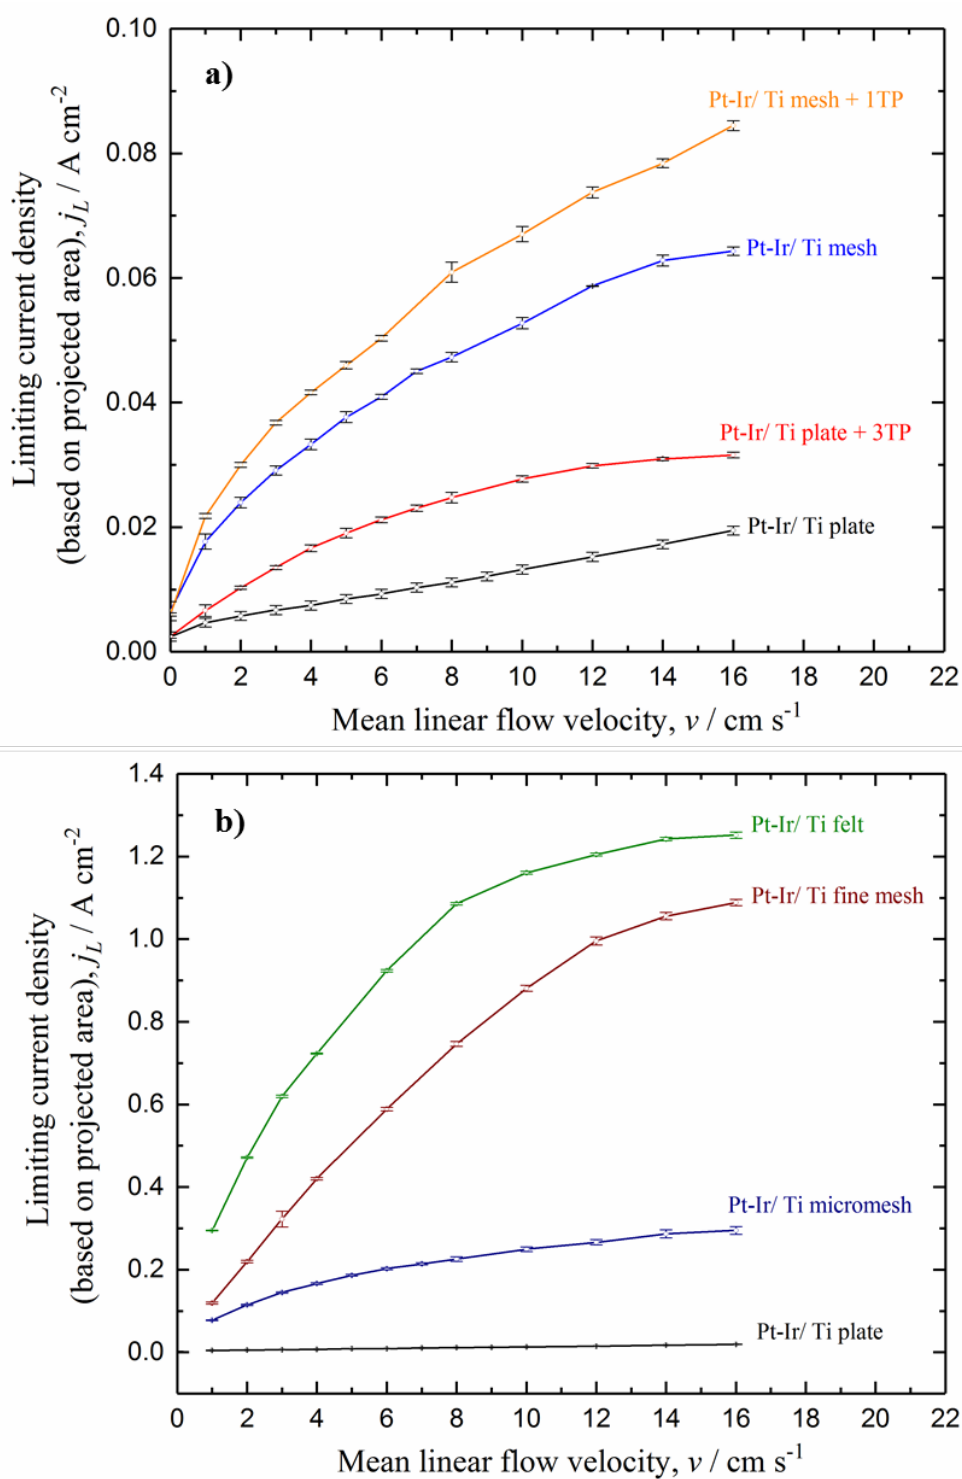 a)
Pt-Ir/ Ti mesh + 1TP
Pt-Ir/ Ti mesh
Pt-Ir/ Ti plate + 3TP
Pt-Ir/ Ti plate
Limiting current density
(based on projected area), j_L / A cm⁻²
0.10
0.08
0.06
0.04
0.02
0.00
0 2 4 6 8 10 12 14 16 18 20 22
Mean linear flow velocity, v / cm s⁻¹
b)
Pt-Ir/ Ti felt
Pt-Ir/ Ti fine mesh
Pt-Ir/ Ti micromesh
Pt-Ir/ Ti plate
Limiting current density
(based on projected area), j_L / A cm⁻²
1.4
1.2
1.0
0.8
0.6
0.4
0.2
0.0
0 2 4 6 8 10 12 14 16 18 20 22
Mean linear flow velocity, v / cm s⁻¹